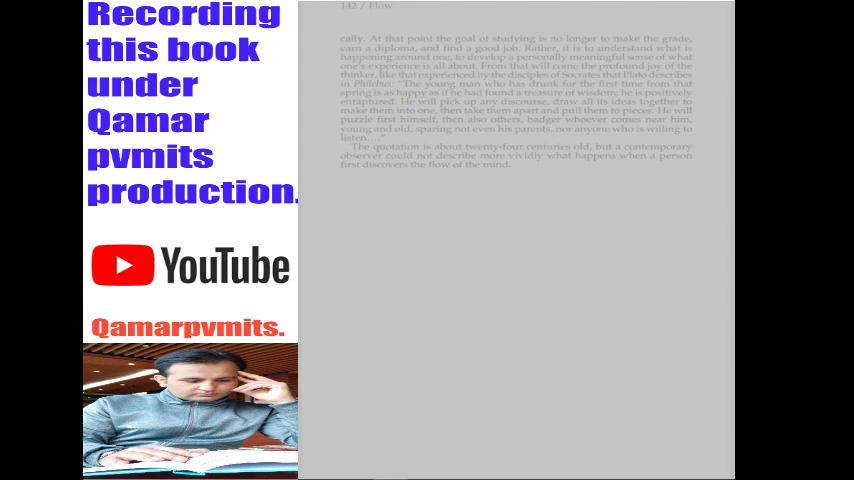 Recording
this book
under
Qamar
pvmits
production.
YouTube
Qamarpvmits.
142 / Flow
cally. At that point the goal of studying is no longer to make the grade,
earn a diploma, and find a good job. Rather, it is to understand what is
happening around one, to develop a personally meaningful sense of what
one's experience is all about. From that will come the profound joy of the
thinker, like that experienced by the disciples of Socrates that Plato describes
in Philebus: "The young man who has drunk for the first time from that
spring is as happy as if he had found a treasure of wisdom; he is positively
enraptured. He will pick up any discourse, draw all its ideas together to
make them into one, then take them apart and pull them to pieces. He will
puzzle first himself, then also others, badger whoever comes near him,
young and old, sparing not even his parents, nor anyone who is willing to
listen...."
The quotation is about twenty-four centuries old, but a contemporary
observer could not describe more vividly what happens when a person
first discovers the flow of the mind.